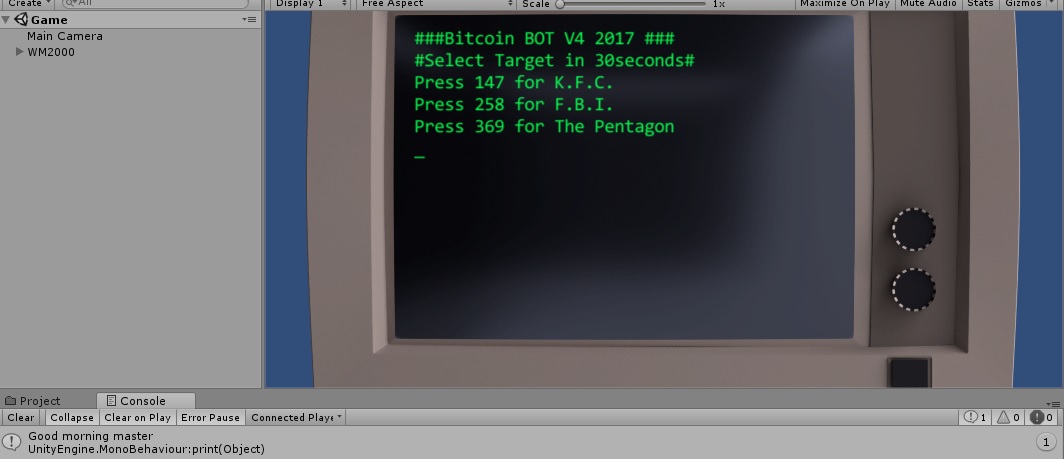 Create
All
Display 1
Free Aspect
Scale
1x
Maximize On Play
Mute Audio
Stats
Gizmos
Game
Main Camera
WM2000
###Bitcoin BOT V4 2017 ###
#Select Target in 30seconds#
Press 147 for K.F.C.
Press 258 for F.B.I.
Press 369 for The Pentagon
_
Project
Console
Clear
Collapse
Clear on Play
Error Pause
Connected Playe
1
0
0
Good morning master
UnityEngine.MonoBehaviour:print(Object)
1